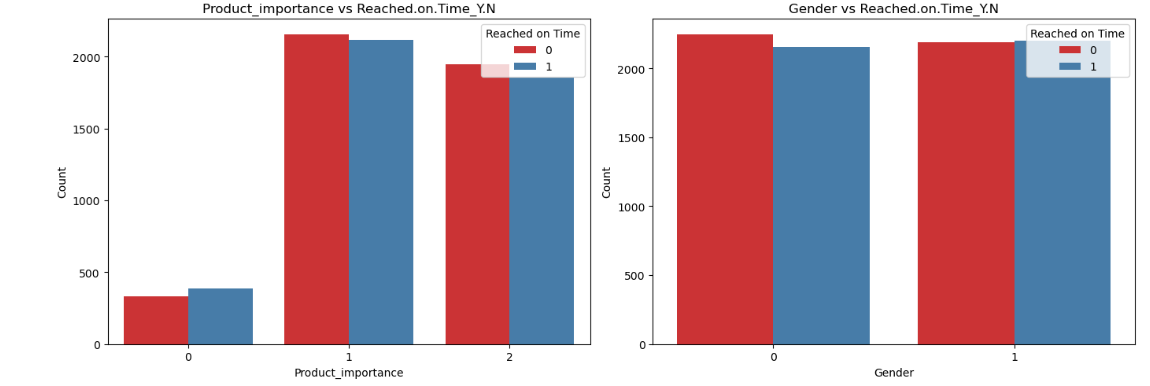 Product_importance vs Reached.on.Time_Y.N
Reached on Time
0
1
2000
1500
1000
500
0
Count
0 1 2
Product_importance
Gender vs Reached.on.Time_Y.N
Reached on Time
0
1
2000
1500
1000
500
0
Count
0 1
Gender